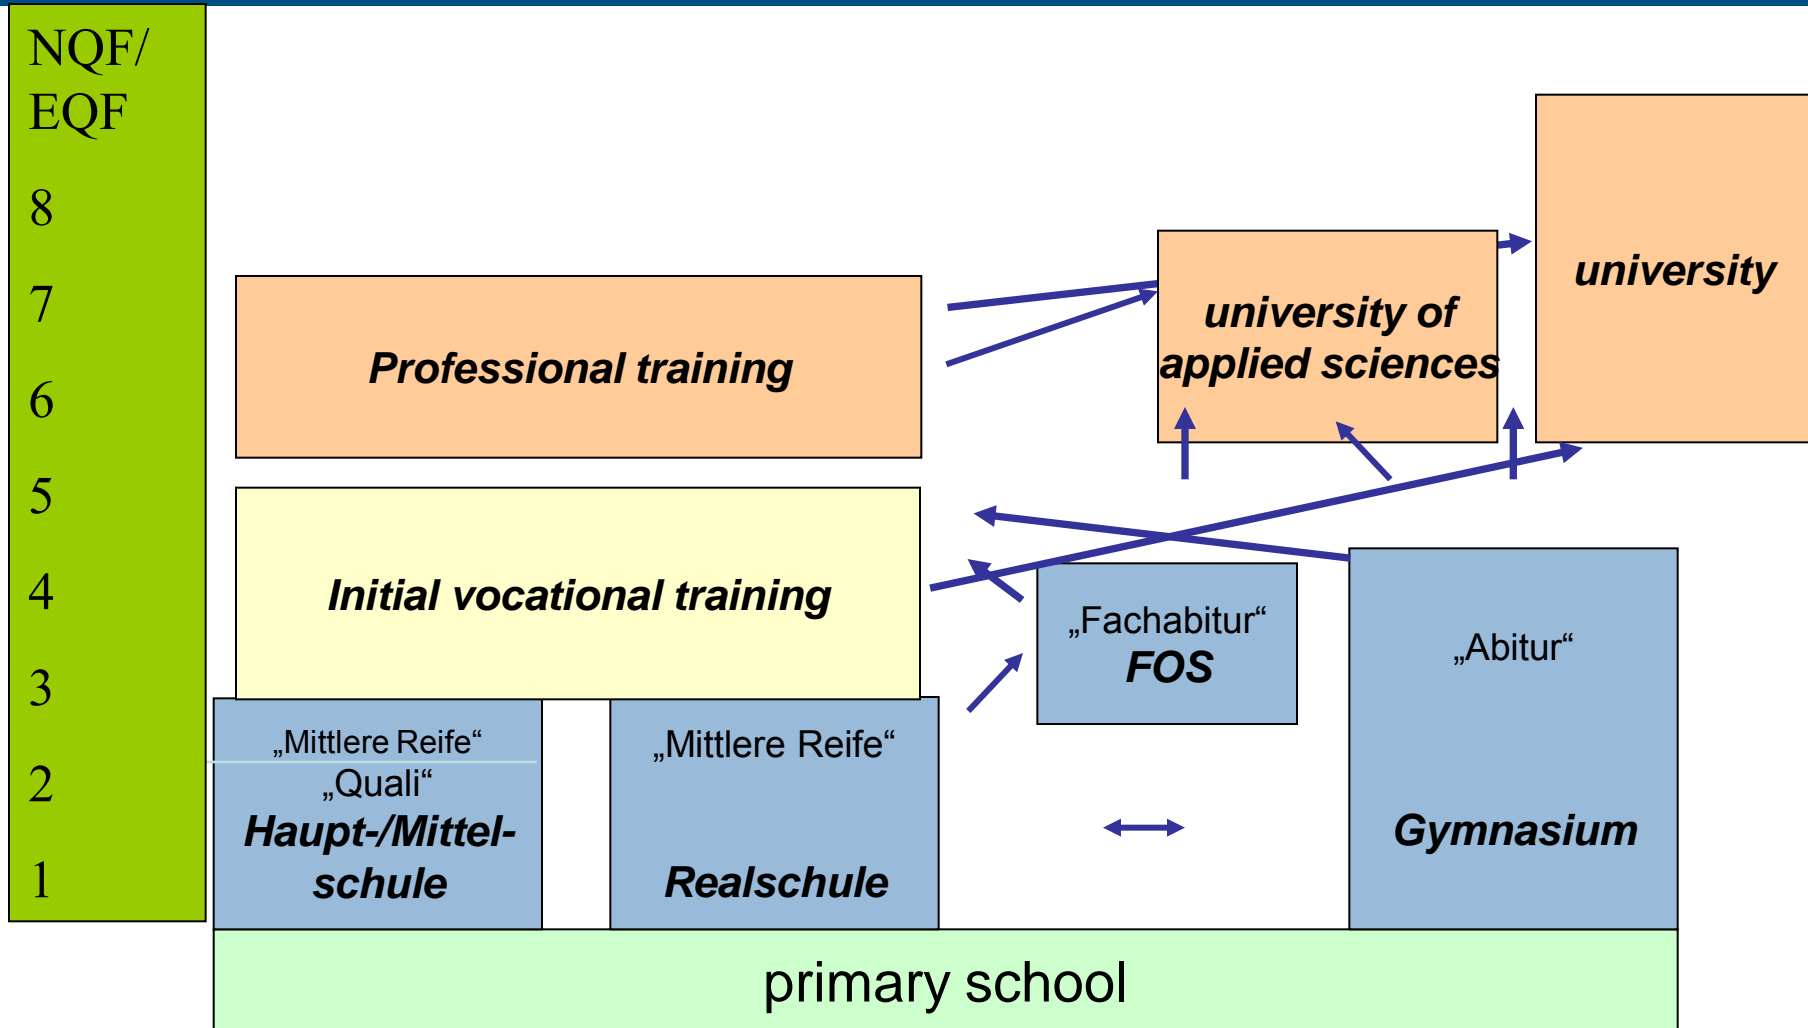 NQF/
EQF
8
7
6
5
4
3
2
1
university
university of
applied sciences
Professional training
Initial vocational training
„Fachabitur“
FOS
„Abitur“
Gymnasium
„Mittlere Reife“
„Quali“
Haupt-/Mittel-
schule
„Mittlere Reife“
Realschule
primary school